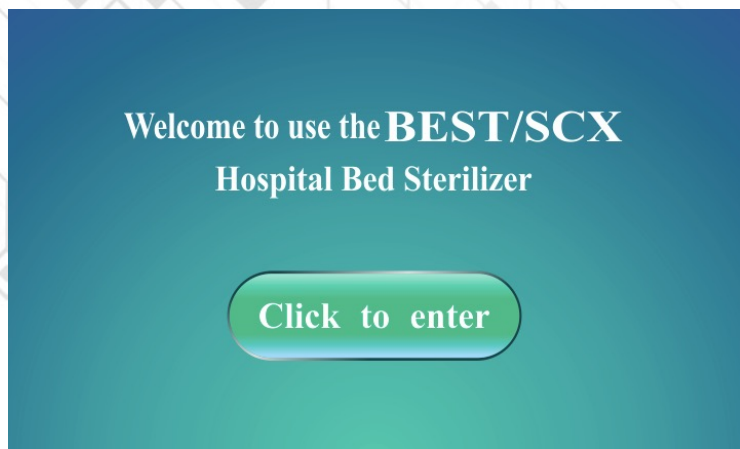 Welcome to use the BEST/SCX
Hospital Bed Sterilizer
Click to enter